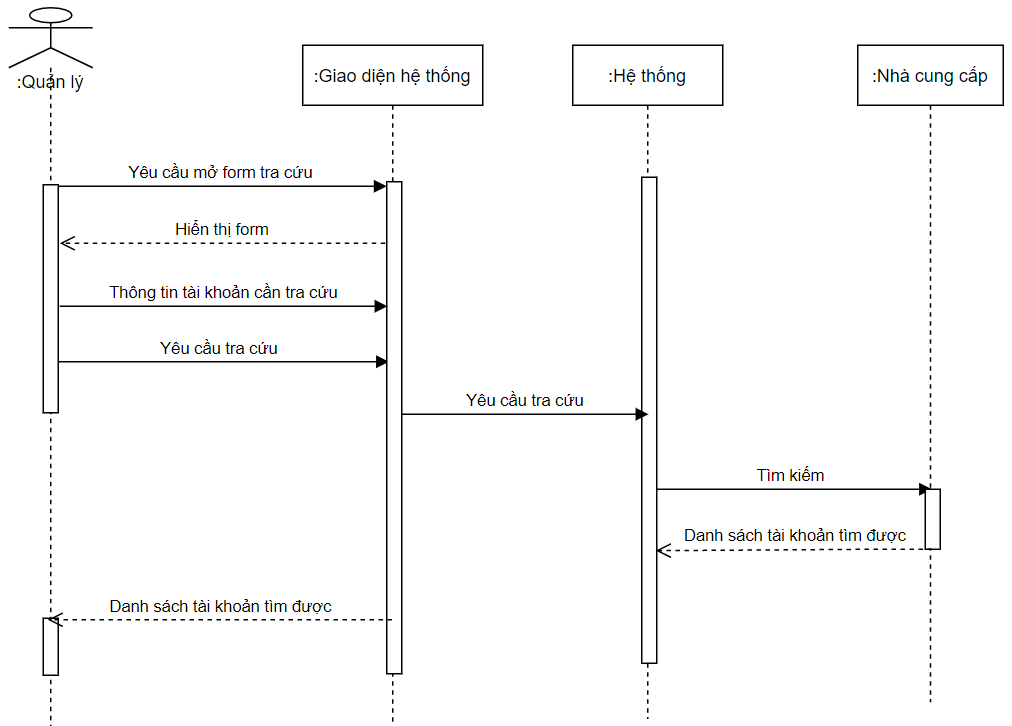 :Quản lý
:Giao diện hệ thống
:Hệ thống
:Nhà cung cấp
Yêu cầu mở form tra cứu
Hiển thị form
Thông tin tài khoản cần tra cứu
Yêu cầu tra cứu
Yêu cầu tra cứu
Tìm kiếm
Danh sách tài khoản tìm được
Danh sách tài khoản tìm được